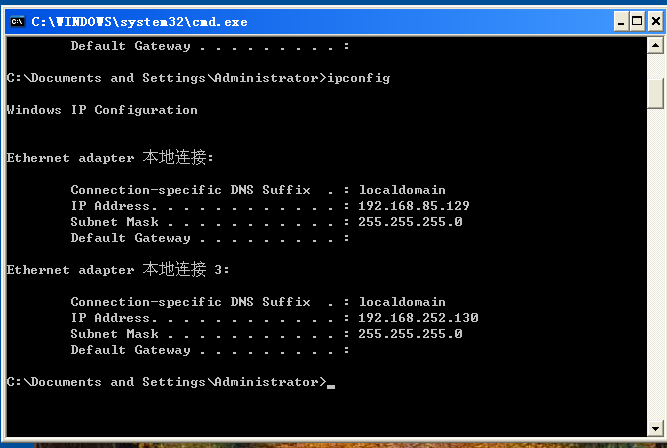 C:\WINDOWS\system32\cmd.exe
Default Gateway . . . . . . . . . :
C:\Documents and Settings\Administrator>ipconfig
Windows IP Configuration
Ethernet adapter 本地连接:
Connection-specific DNS Suffix  . : localdomain
IP Address. . . . . . . . . . . . : 192.168.85.129
Subnet Mask . . . . . . . . . . . : 255.255.255.0
Default Gateway . . . . . . . . . :
Ethernet adapter 本地连接 3:
Connection-specific DNS Suffix  . : localdomain
IP Address. . . . . . . . . . . . : 192.168.252.130
Subnet Mask . . . . . . . . . . . : 255.255.255.0
Default Gateway . . . . . . . . . :
C:\Documents and Settings\Administrator>_